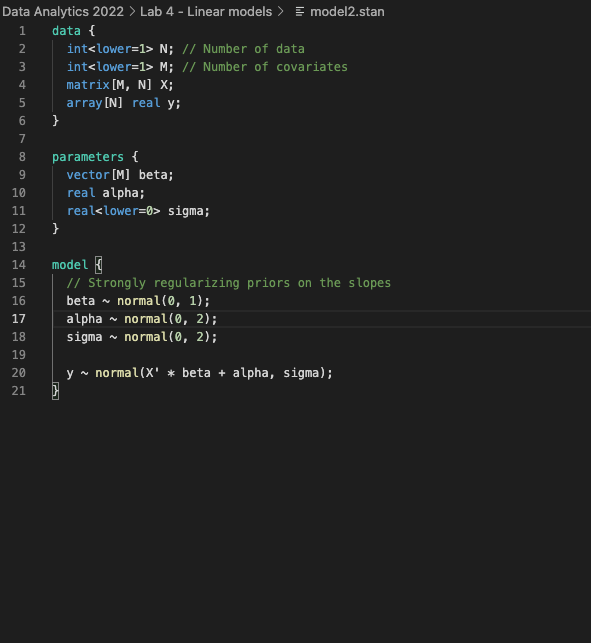 Data Analytics 2022 > Lab 4 - Linear models > ≡ model2.stan
1 data {
2   int<lower=1> N; // Number of data
3   int<lower=1> M; // Number of covariates
4   matrix[M, N] X;
5   array[N] real y;
6 }
7
8 parameters {
9   vector[M] beta;
10   real alpha;
11   real<lower=0> sigma;
12 }
13
14 model {
15   // Strongly regularizing priors on the slopes
16   beta ~ normal(0, 1);
17   alpha ~ normal(0, 2);
18   sigma ~ normal(0, 2);
19
20   y ~ normal(X' * beta + alpha, sigma);
21 }